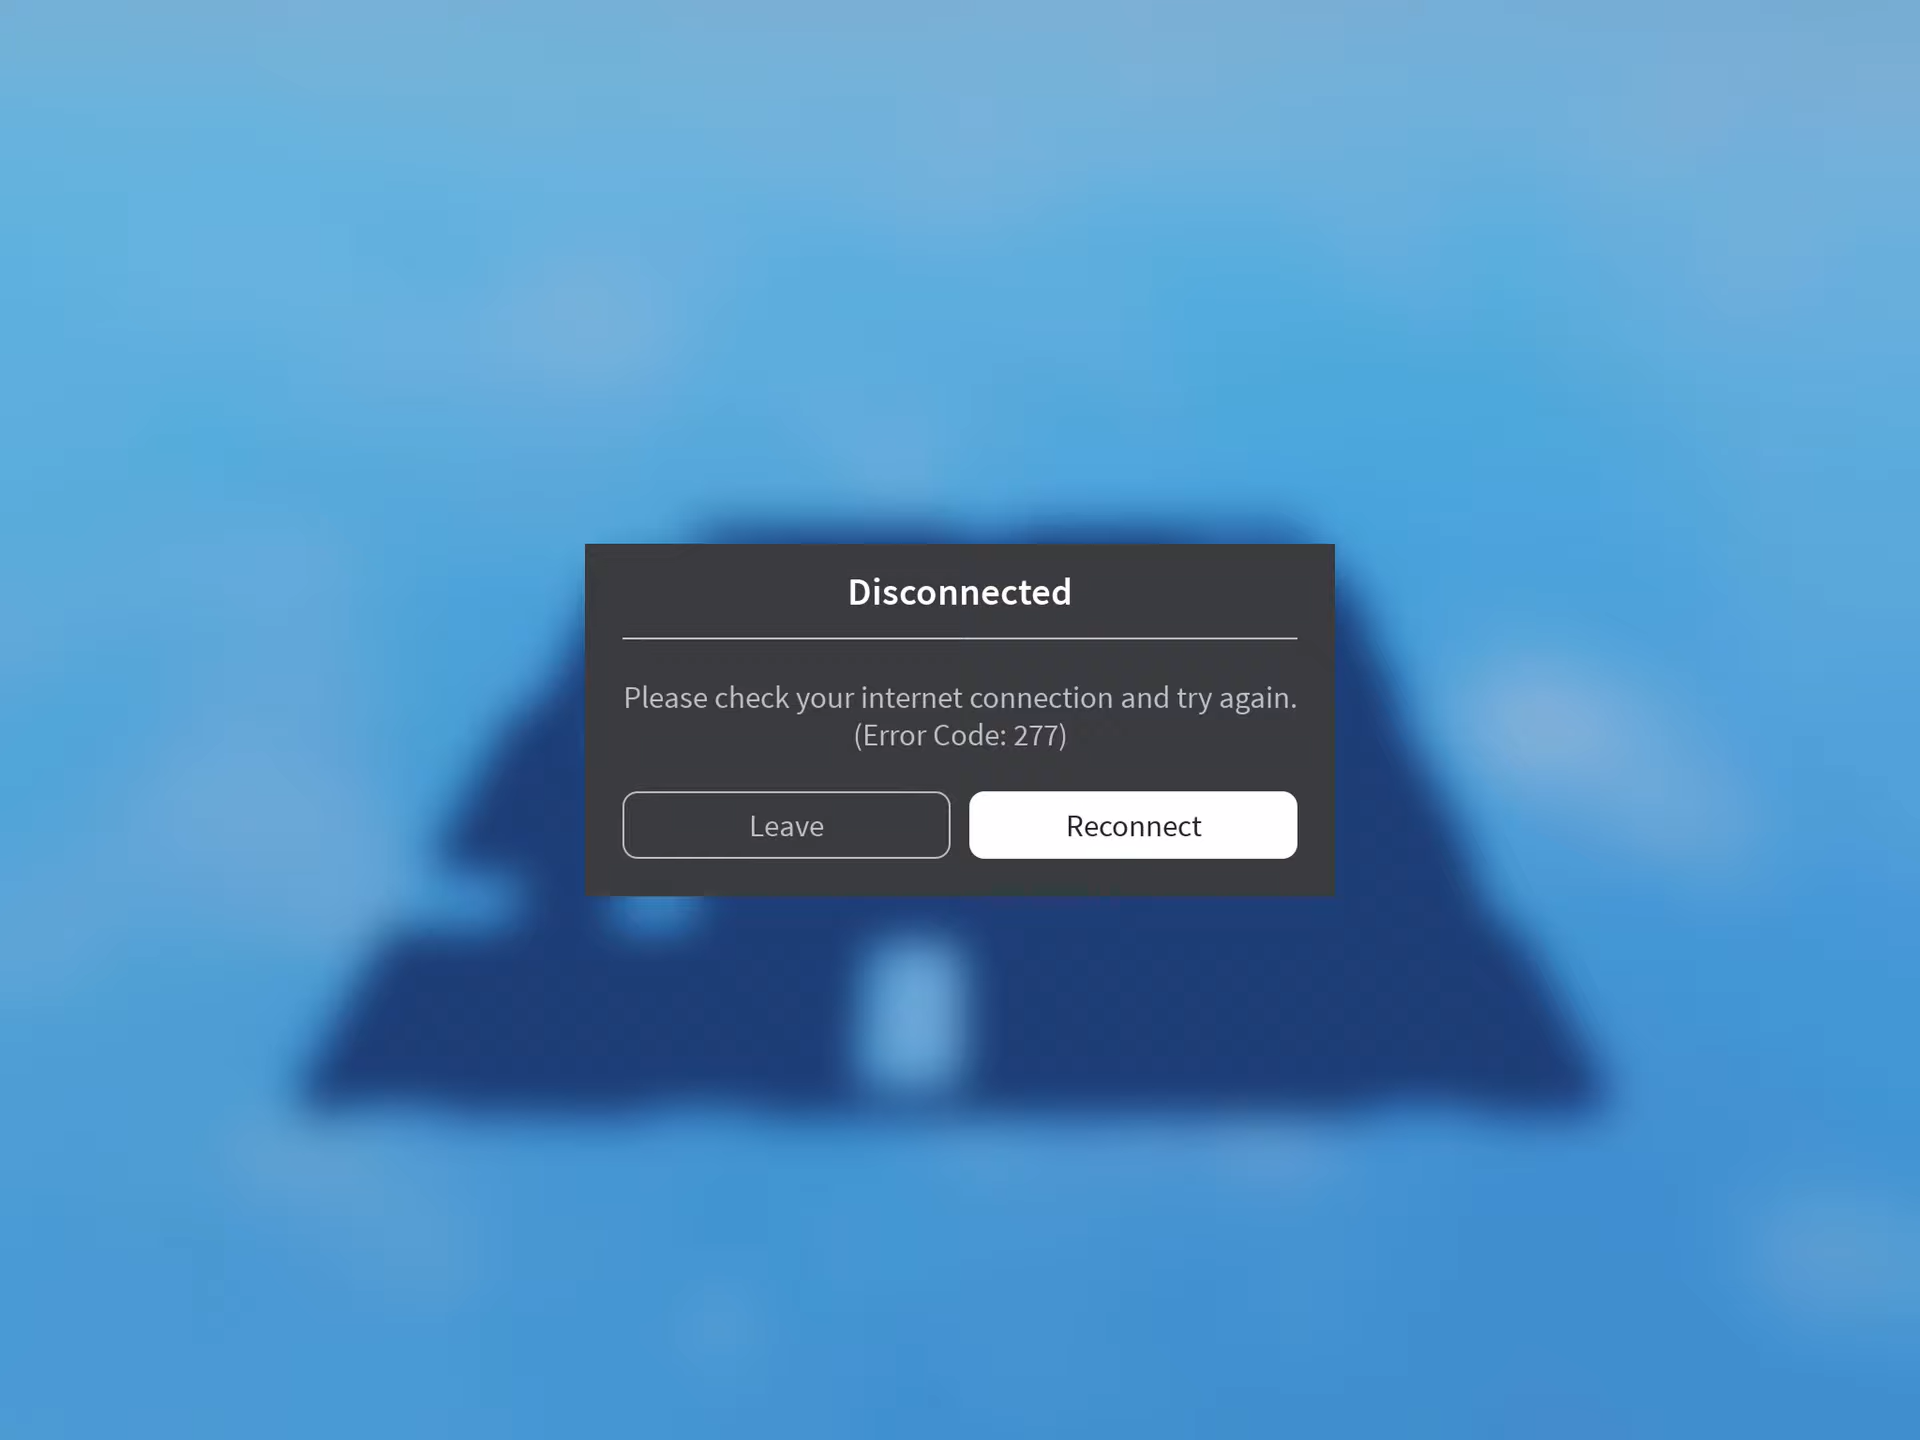 Disconnected
Please check your internet connection and try again.
(Error Code: 277)
Leave
Reconnect